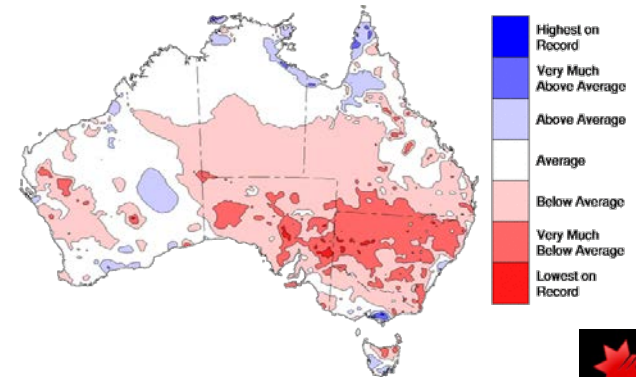 Highest on
Record
Very Much
Above Average
Above Average
Average
Below Average
Very Much
Below Average
Lowest on
Record